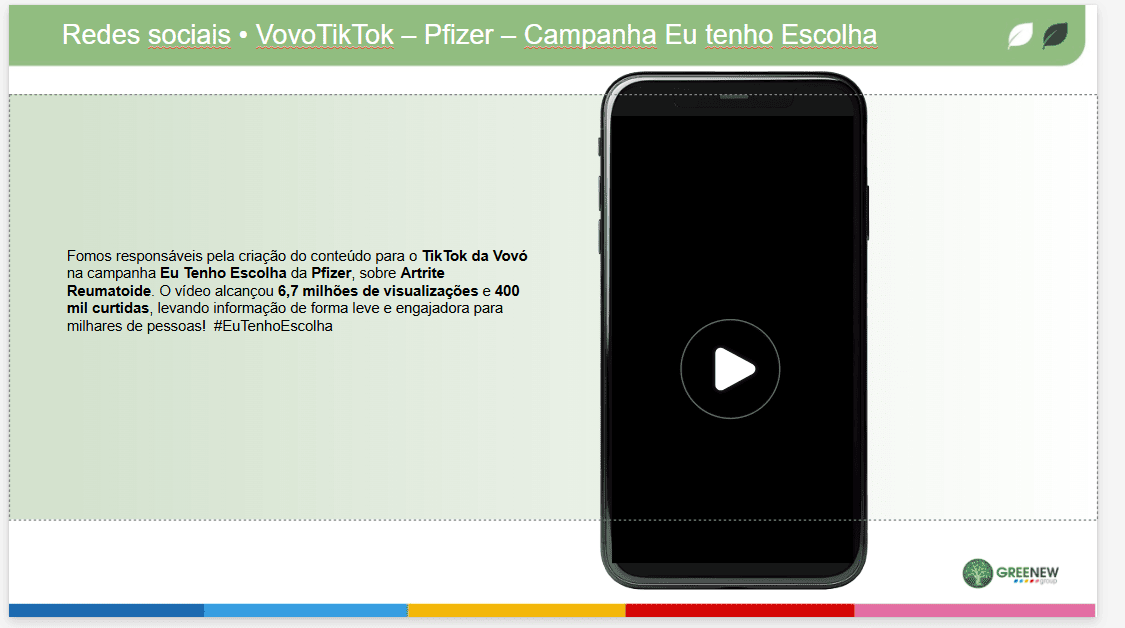 Redes sociais • VovoTikTok – Pfizer – Campanha Eu tenho Escolha
Fomos responsáveis pela criação do conteúdo para o TikTok da Vovó
na campanha Eu Tenho Escolha da Pfizer, sobre Artrite
Reumatoide. O vídeo alcançou 6,7 milhões de visualizações e 400
mil curtidas, levando informação de forma leve e engajadora para
milhares de pessoas! #EuTenhoEscolha
GREENEW
group